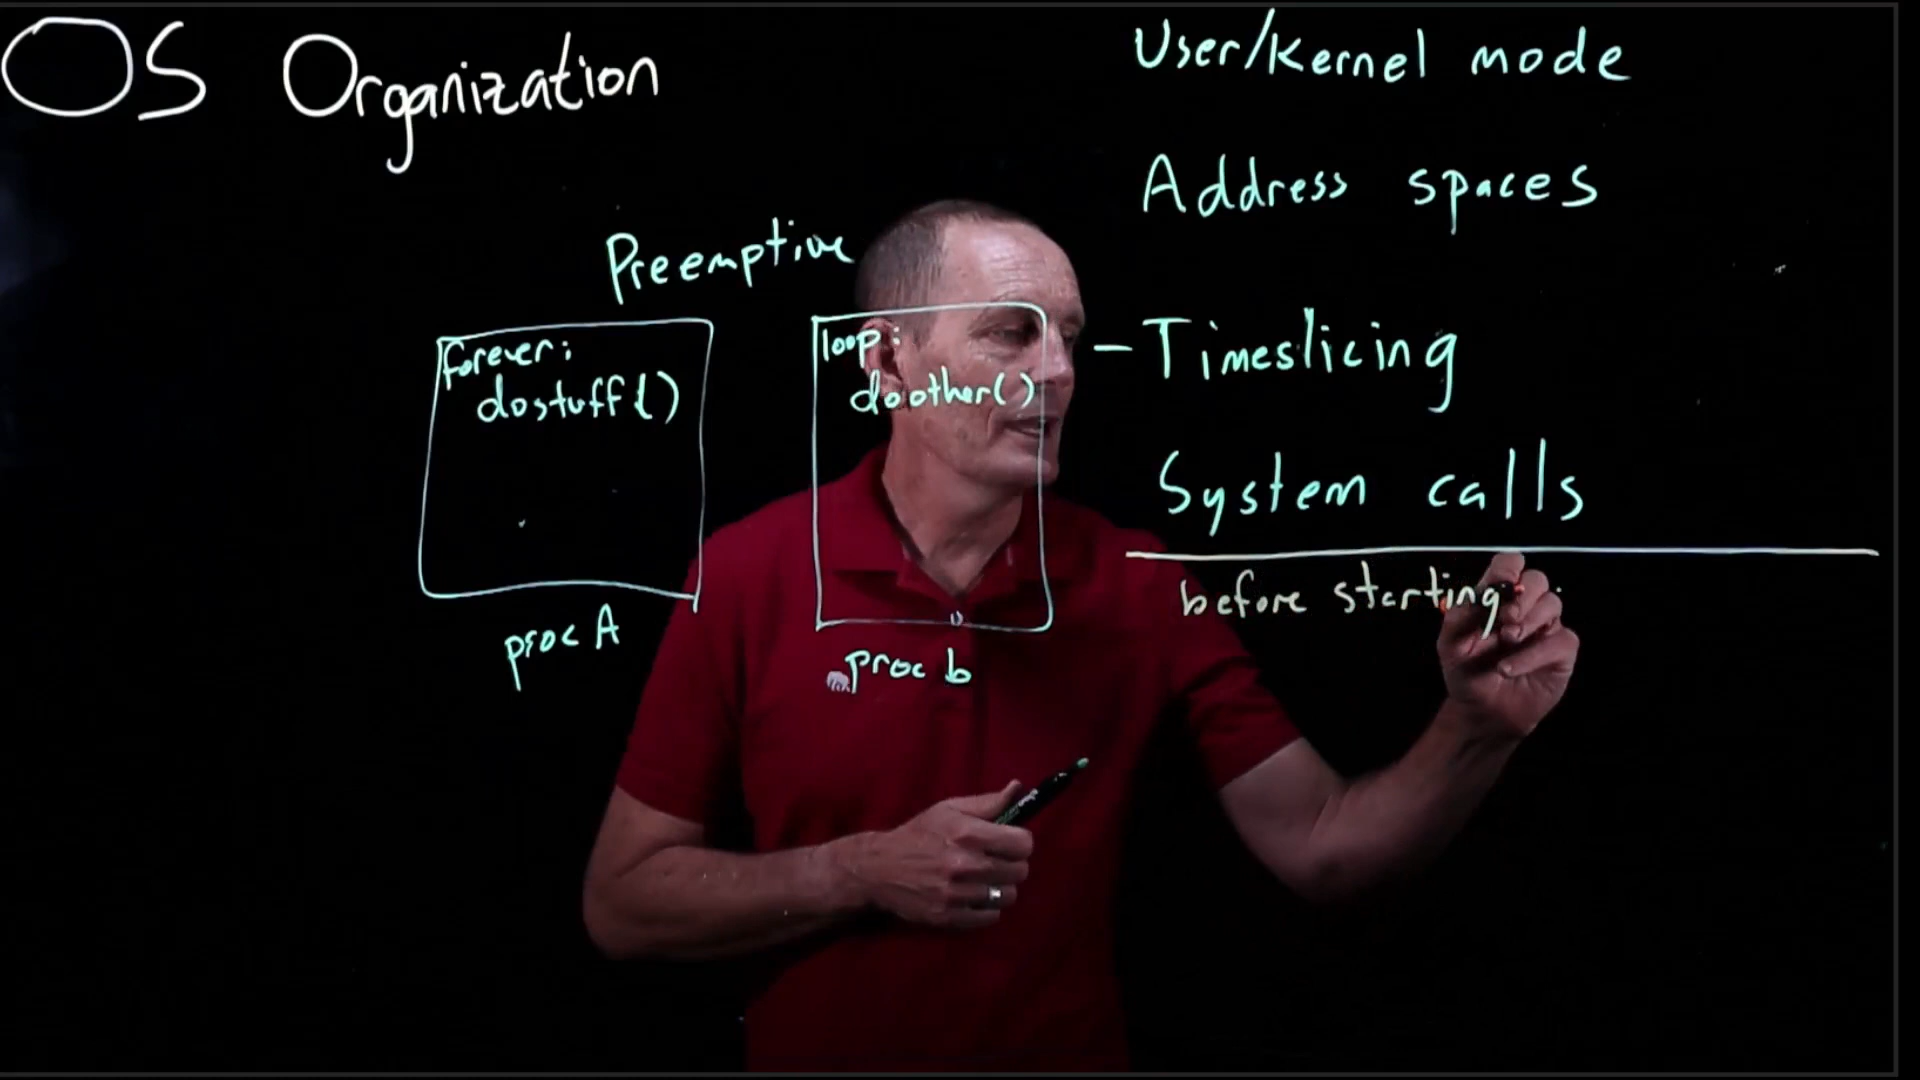 OS Organization
User/Kernel mode
Address spaces
Preemptive
- Timeslicing
forever:
dostuff()
loop:
doother()
System calls
before starting
proc A
proc b